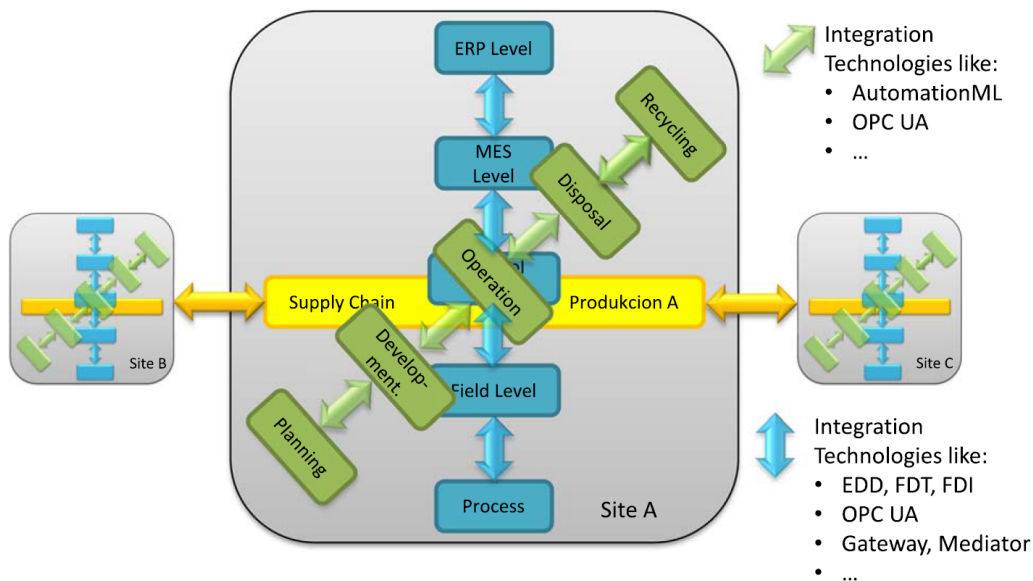 ERP Level
MES
Level
Recycling
Disposal
Operation
Supply Chain
Produkcion A
Develop-
ment.
Field Level
Planning
Process
Site A
Site B
Site C
Integration
Technologies like:
• AutomationML
• OPC UA
• ...
Integration
Technologies like:
• EDD, FDT, FDI
• OPC UA
• Gateway, Mediator
• ...